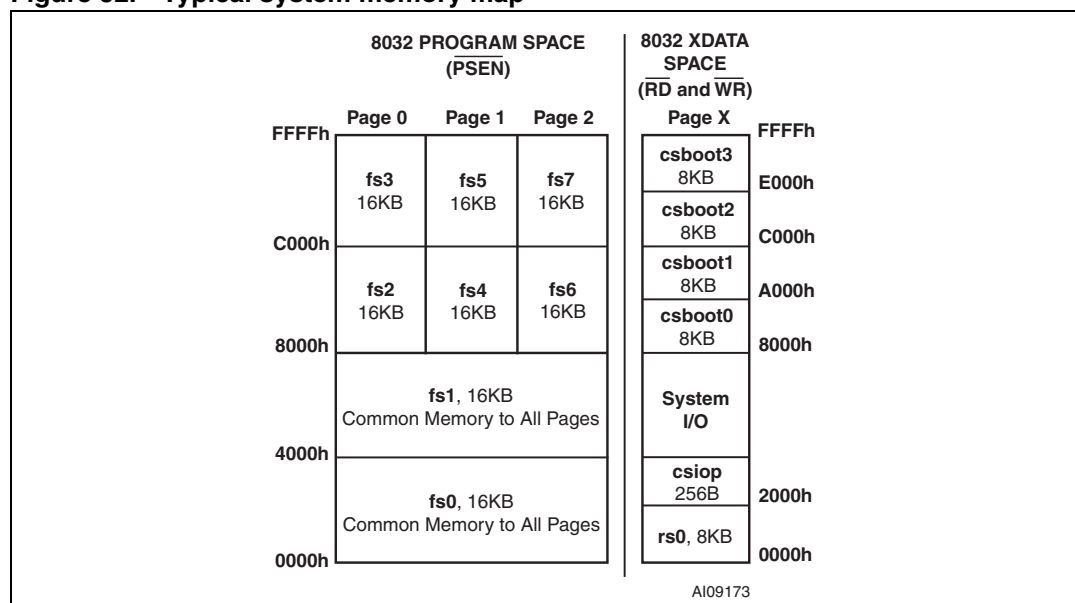 Figure 32. Typical system memory map
8032 PROGRAM SPACE
(PSEN)
8032 XDATA
SPACE
(RD and WR)
Page 0 Page 1 Page 2
Page X
FFFFh
FFFFh
fs3
16KB
fs5
16KB
fs7
16KB
csboot3
8KB
E000h
csboot2
8KB
C000h
C000h
fs2
16KB
fs4
16KB
fs6
16KB
csboot1
8KB
A000h
csboot0
8KB
8000h
8000h
fs1, 16KB
Common Memory to All Pages
System
I/O
4000h
csiop
256B
2000h
fs0, 16KB
Common Memory to All Pages
rs0, 8KB
0000h
0000h
AI09173